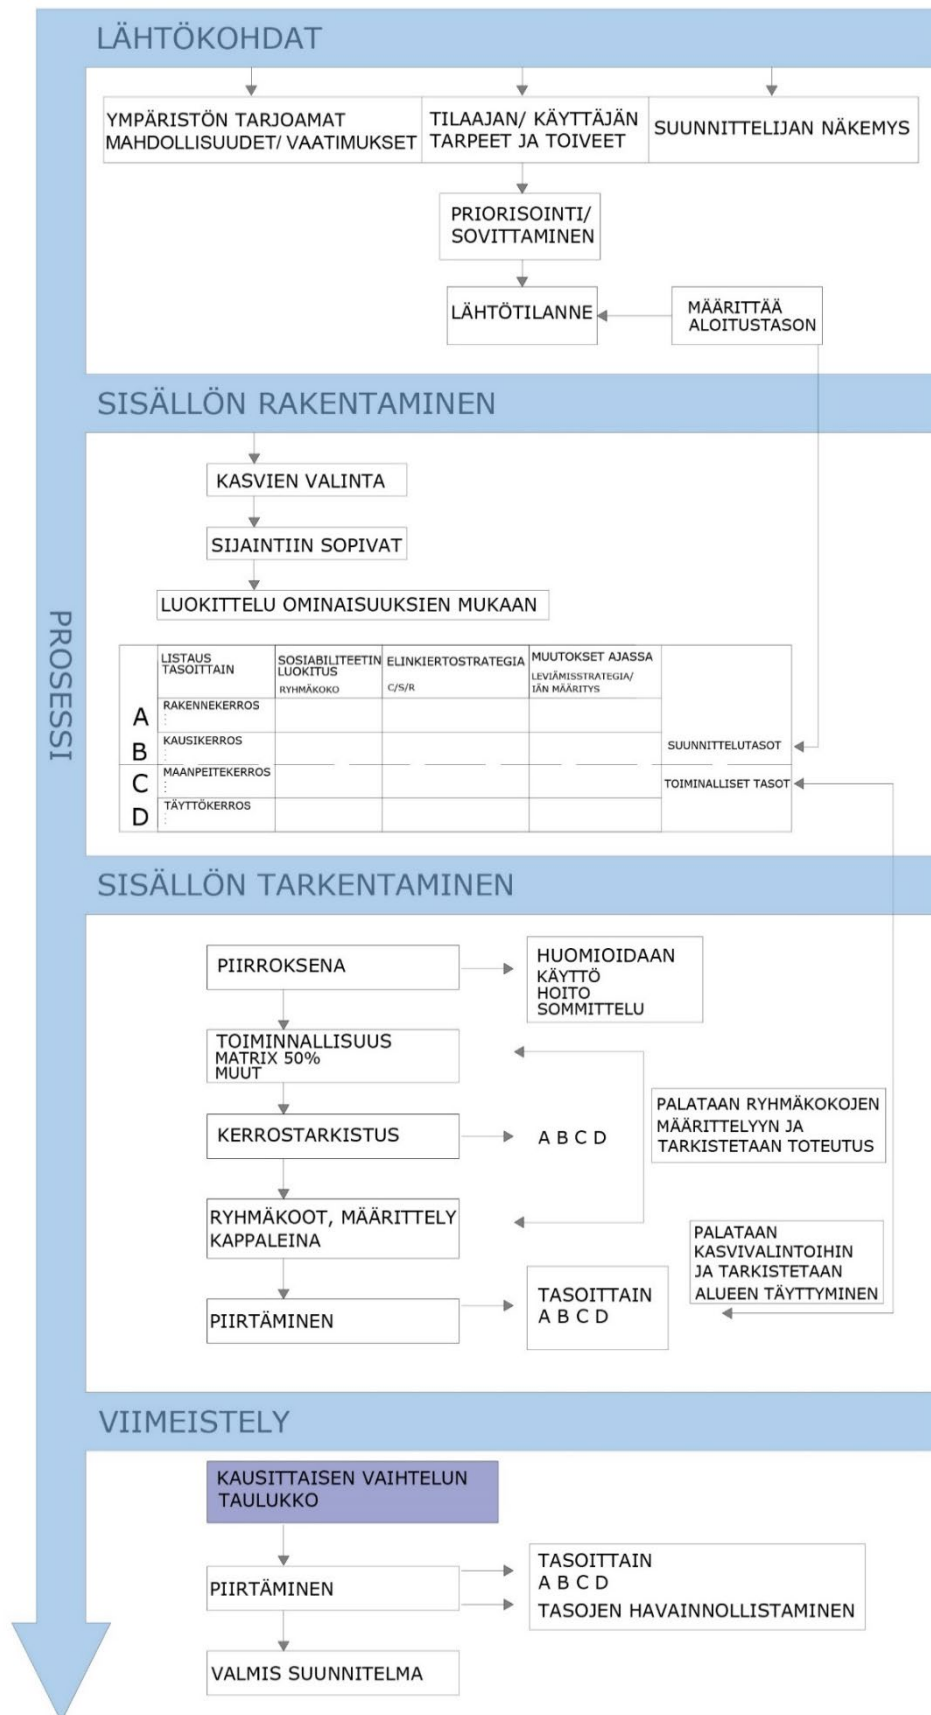 PROSESSI
LÄHTÖKOHDAT
YMPÄRISTÖN TARJOAMAT
MAHDOLLISUUDET/ VAATIMUKSET
TILAAJAN/ KÄYTTÄJÄN
TARPEET JA TOIVEET
SUUNNITTELIJAN NÄKEMYS
PRIORISOINTI/
SOVITTAMINEN
LÄHTÖTILANNE
MÄÄRITTÄÄ
ALOITUSTASON
SISÄLLÖN RAKENTAMINEN
KASVIEN VALINTA
SIJAINTIIN SOPIVAT
LUOKITTELU OMINAISUUKSIEN MUKAAN
LISTAUS
TASOITTAIN
SOSIABILITEETIN
LUOKITUS
RYHMÄKOKO
ELINKIERTOSTRATEGIA
C/S/R
MUUTOKSET AJASSA
LEVIÄMISSTRATEGIA/
IÄN MÄÄRITYS
A
RAKENNEKERROS
B
KAUSIKERROS
SUUNNITTELUTASOT
C
MAANPEITEKERROS
TOIMINALLISET TASOT
D
TÄYTTÖKERROS
SISÄLLÖN TARKENTAMINEN
PIIRROKSENA
HUOMIOIDAAN
KÄYTTÖ
HOITO
SOMMITTELU
TOIMINNALLISUUS
MATRIX 50%
MUUT
KERROSTARKISTUS
A B C D
PALATAAN RYHMÄKOKOJEN
MÄÄRITTELYYN JA
TARKISTETAAN TOTEUTUS
RYHMÄKOOT, MÄÄRITTELY
KAPPALEINA
PALATAAN
KASVIVALINTOIHIN
JA TARKISTETAAN
ALUEEN TÄYTTYMINEN
PIIRTÄMINEN
TASOITTAIN
A B C D
VIIMEISTELY
KAUSITTAISEN VAIHTELUN
TAULUKKO
PIIRTÄMINEN
TASOITTAIN
A B C D
TASOJEN HAVAINNOLLISTAMINEN
VALMIS SUUNNITELMA